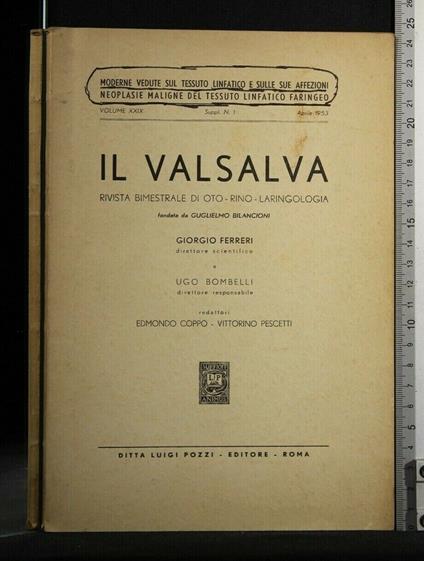 MODERNE VEDUTE SUL TESSUTO LINFATICO E SULLE SUE AFFEZIONI
NEOPLASIE MALIGNE DEL TESSUTO LINFATICO FARINGEO
VOLUME XXIX Suppl. N. 1 Aprile 1953
IL VALSALVA
RIVISTA BIMESTRALE DI OTO - RINO - LARINGOLOGIA
fondata da GUGLIELMO BILANCIONI
GIORGIO FERRERI
direttore scientifico
e
UGO BOMBELLI
direttore responsabile
redattori
EDMONDO COPPO - VITTORINO PESCETTI
L P
ANIMUS
DITTA LUIGI POZZI - EDITORE - ROMA